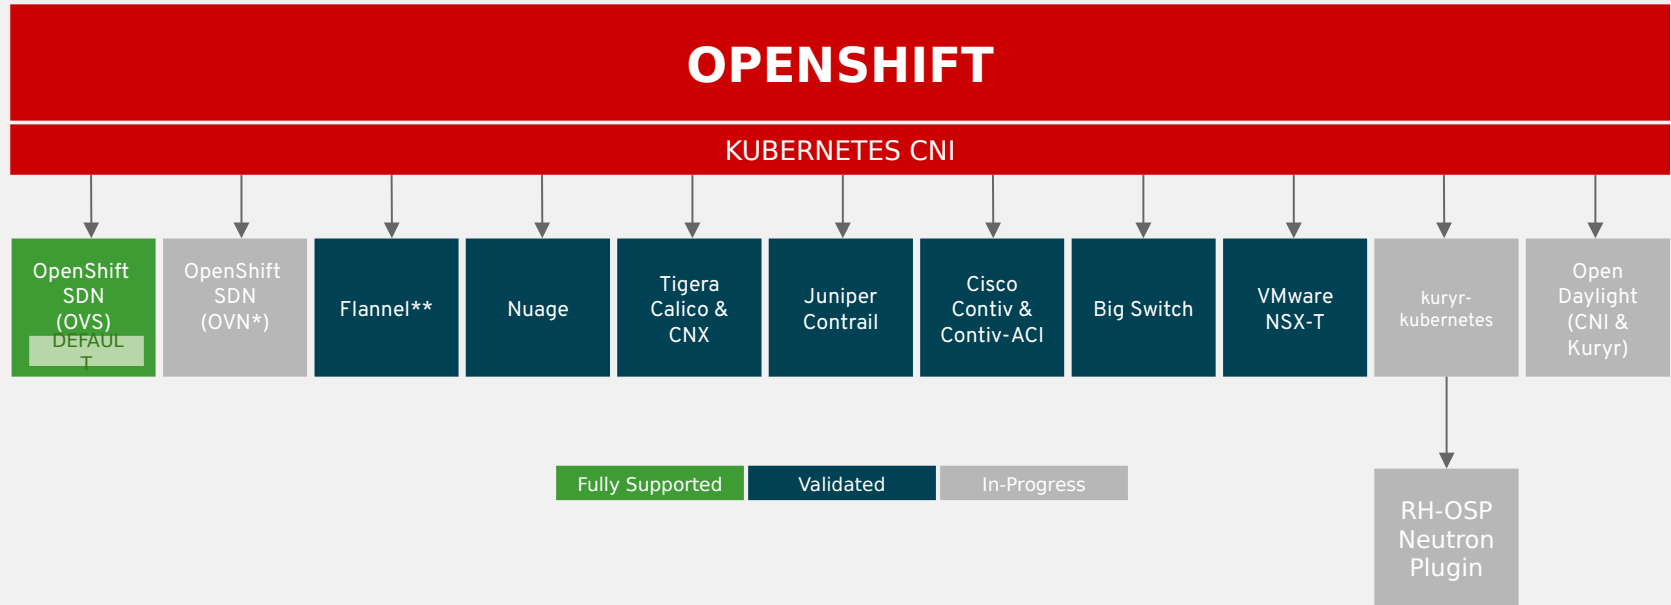 OPENSHIFT
KUBERNETES CNI
OpenShift
SDN
(OVS)
DEFAUL
T
OpenShift
SDN
(OVN*)
Flannel**
Nuage
Tigera
Calico &
CNX
Juniper
Contrail
Cisco
Contiv &
Contiv-ACI
Big Switch
VMware
NSX-T
kuryr-
kubernetes
Open
Daylight
(CNI &
Kuryr)
Fully Supported
Validated
In-Progress
RH-OSP
Neutron
Plugin